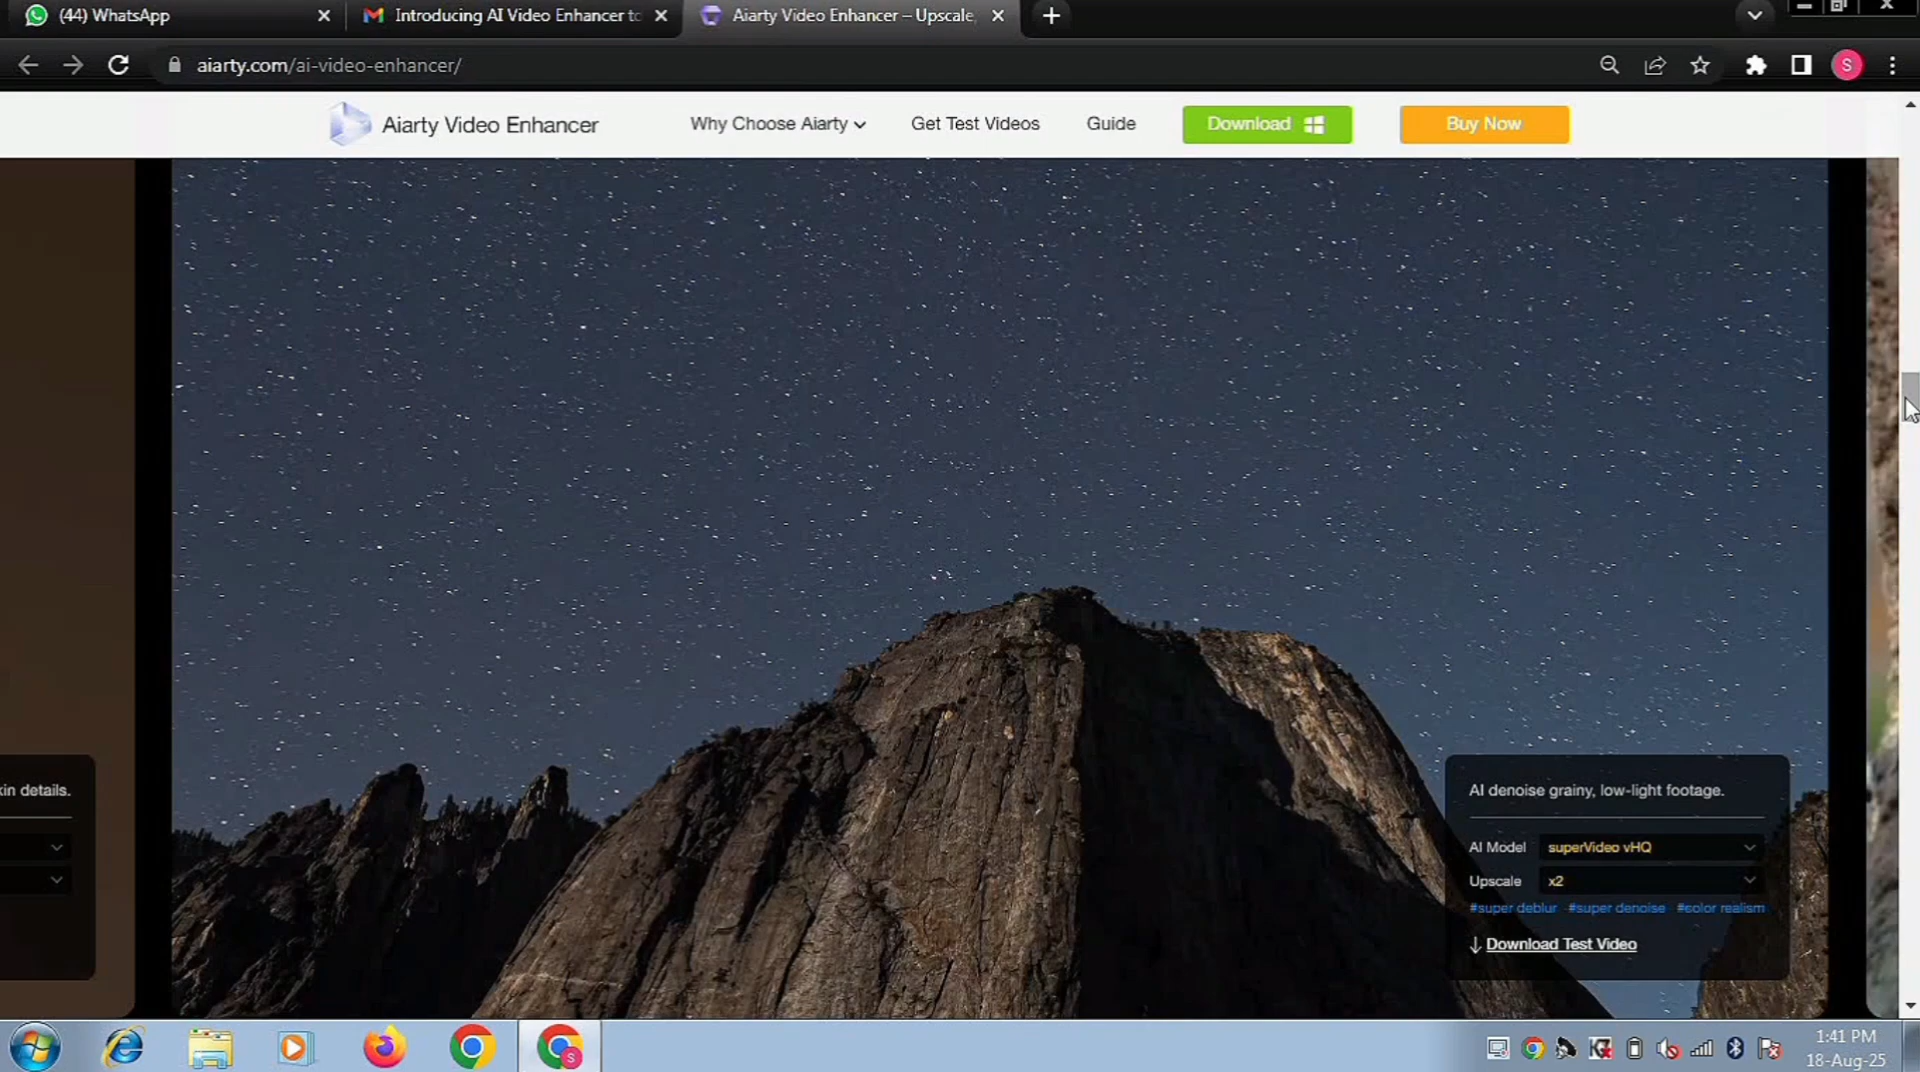 (44) WhatsApp
Introducing AI Video Enhancer to
Aiarty Video Enhancer – Upscale,
aiarty.com/ai-video-enhancer/
S
Aiarty Video Enhancer
Why Choose Aiarty
Get Test Videos
Guide
Download
Buy Now
kin details.
AI denoise grainy, low-light footage.
AI Model superVideo vHQ
Upscale x2
#super deblur #super denoise #color realism
Download Test Video
S
1:41 PM
18-Aug-25